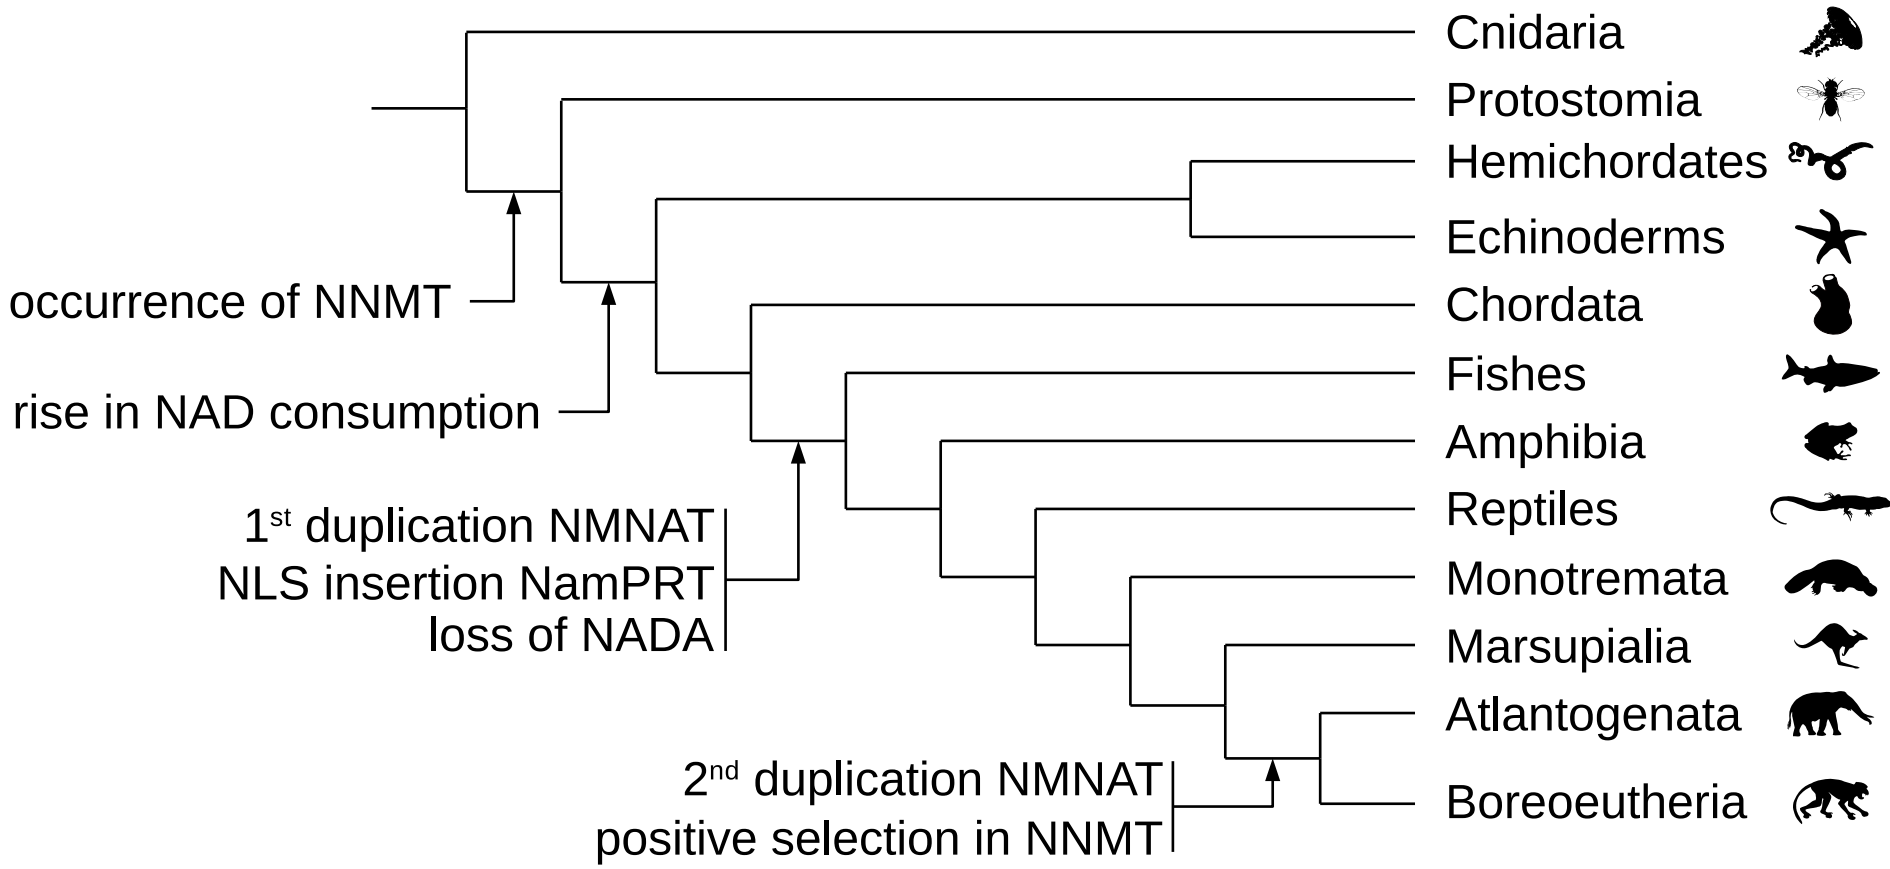 Cnidaria
Protostomia
Hemichordates
Echinoderms
occurrence of NNMT
Chordata
Fishes
rise in NAD consumption
Amphibia
Reptiles
1st duplication NMNAT
NLS insertion NamPRT
loss of NADA
Monotremata
Marsupialia
Atlantogenata
2nd duplication NMNAT
positive selection in NNMT
Boreoeutheria